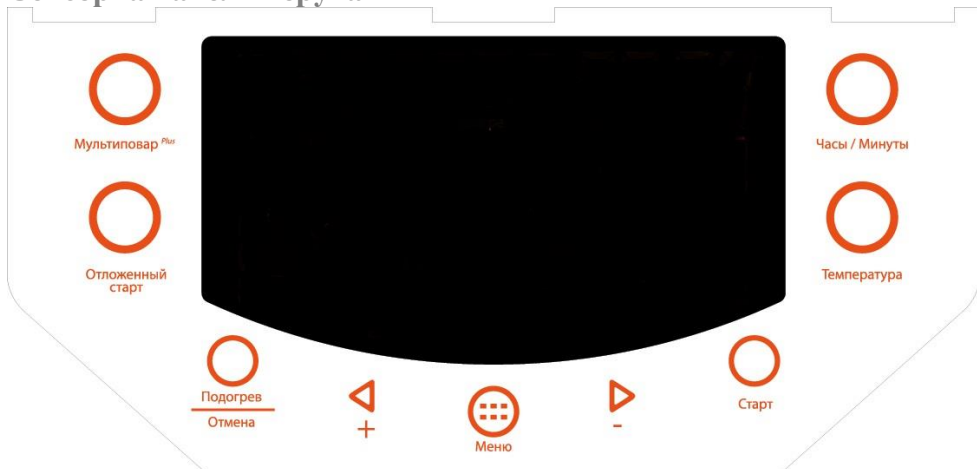 Мультиповар Plus
Часы / Минуты
Отложенный
старт
Температура
Подогрев
Отмена
+
Меню
-
Старт